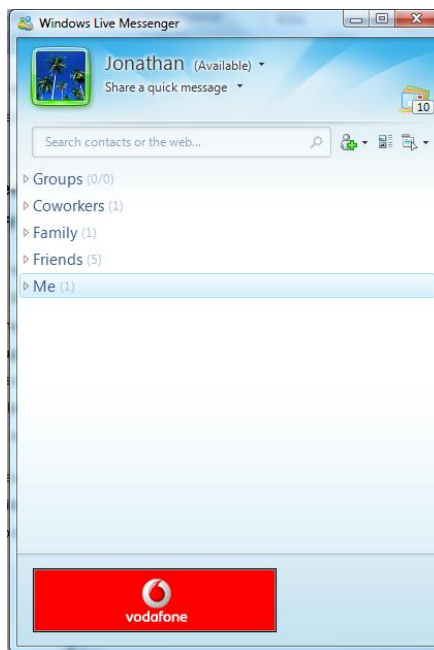 Windows Live Messenger
Jonathan (Available)
Share a quick message
10
Search contacts or the web...
Groups (0/0)
Coworkers (1)
Family (1)
Friends (5)
Me (1)
vodafone